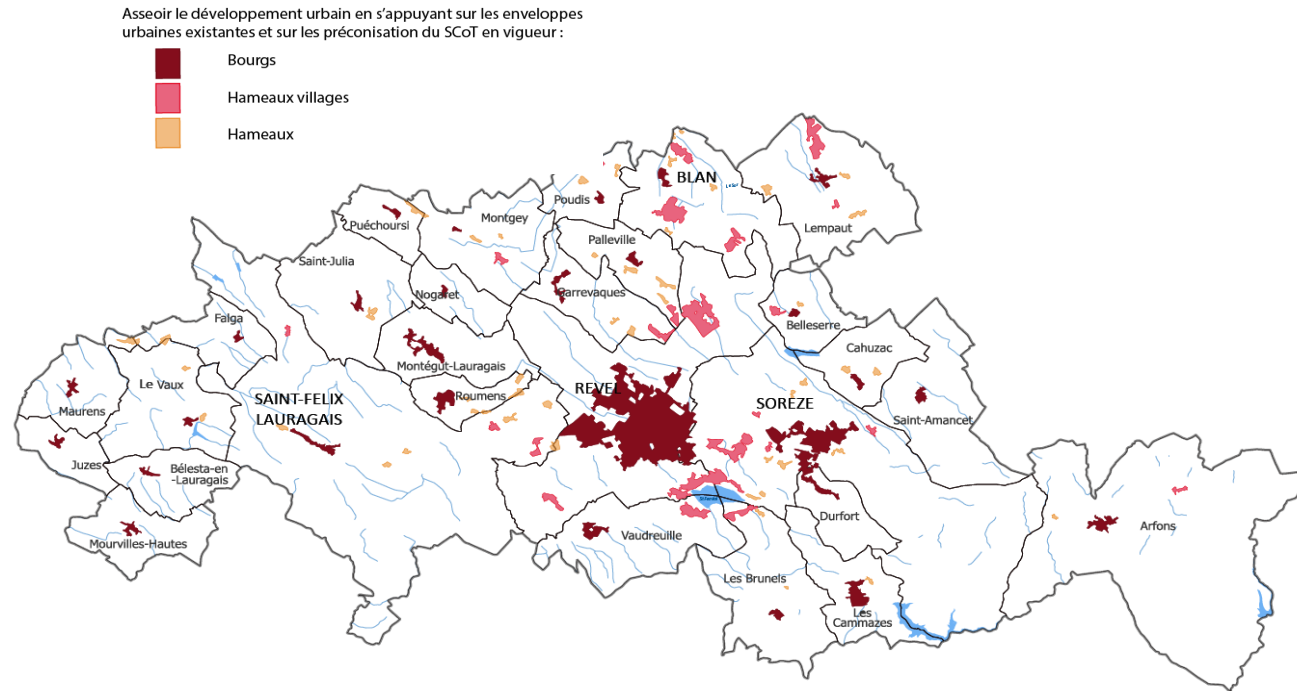 Asseoir le développement urbain en s’appuyant sur les enveloppes
urbaines existantes et sur les préconisation du SCoT en vigueur :
Bourgs
Hameaux villages
Hameaux
BLAN
Poudis
Montgey
Puéchoursi
Lempaut
Palleville
Saint-Julia
Nogaret
Garrevaques
Falga
Belleserre
Cahuzac
Montégut-Lauragais
Le Vaux
REVEL
Roumens
SAINT-FELIX
LAURAGAIS
SORÈZE
Maurens
Saint-Amancet
Juzes
Bélesta-en
-Lauragais
Durfort
Arfons
Vaudreuille
Mourvilles-Hautes
Les Brunels
Les
Cammazes